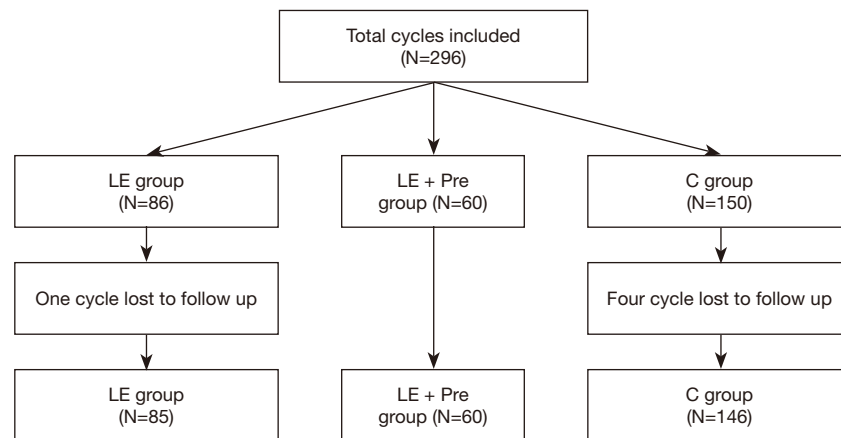 Total cycles included
(N=296)
LE group
(N=86)
LE + Pre
group (N=60)
C group
(N=150)
One cycle lost to follow up
Four cycle lost to follow up
LE group
(N=85)
LE + Pre
group (N=60)
C group
(N=146)